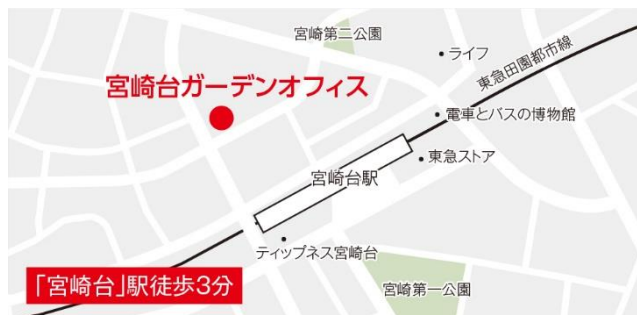 宮崎第二公園
ライフ
東急田園都市線
宮崎台ガーデンオフィス
電車とバスの博物館
東急ストア
宮崎台駅
ティップネス宮崎台
「宮崎台」駅徒歩3分
宮崎第一公園